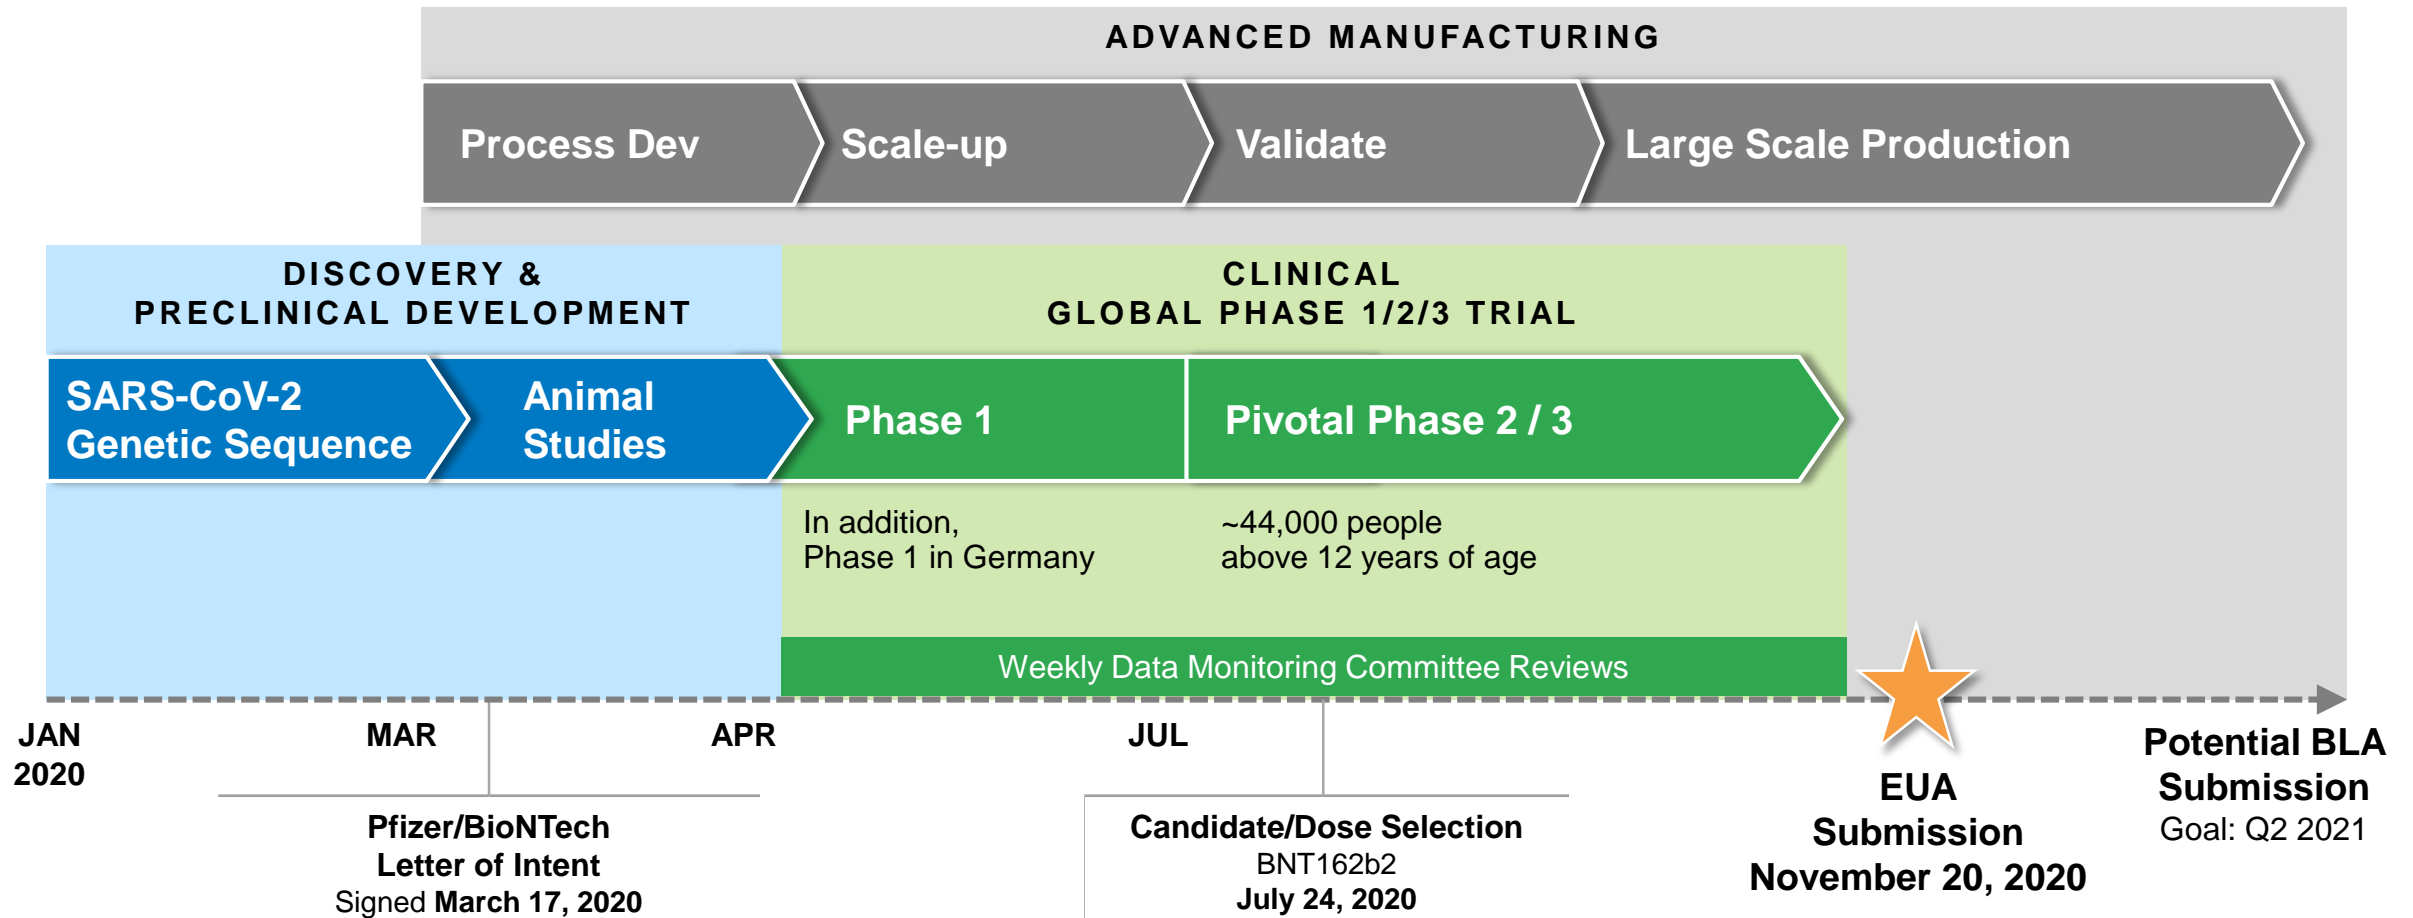 ADVANCED MANUFACTURING
Process Dev
Scale-up
Validate
Large Scale Production
DISCOVERY &
PRECLINICAL DEVELOPMENT
CLINICAL
GLOBAL PHASE 1/2/3 TRIAL
SARS-CoV-2
Genetic Sequence
Animal
Studies
Phase 1
Pivotal Phase 2 / 3
In addition,
Phase 1 in Germany
~44,000 people
above 12 years of age
Weekly Data Monitoring Committee Reviews
JAN
2020
MAR
APR
JUL
Pfizer/BioNTech
Letter of Intent
Signed March 17, 2020
Candidate/Dose Selection
BNT162b2
July 24, 2020
EUA
Submission
November 20, 2020
Potential BLA
Submission
Goal: Q2 2021